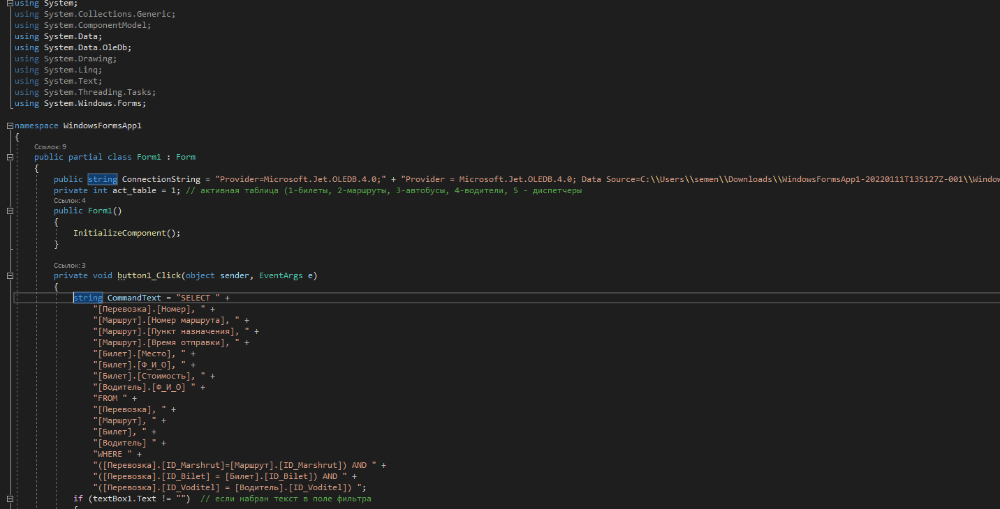 using System;
using System.Collections.Generic;
using System.ComponentModel;
using System.Data;
using System.Data.OleDb;
using System.Drawing;
using System.Linq;
using System.Text;
using System.Threading.Tasks;
using System.Windows.Forms;
namespace WindowsFormsApp1
{
Ссылок: 9
public partial class Form1 : Form
{
public string ConnectionString = "Provider=Microsoft.Jet.OLEDB.4.0;" + "Provider = Microsoft.Jet.OLEDB.4.0; Data Source=C:\\Users\\semen\\Downloads\\WindowsFormsApp1-20220111T135127Z-001\\Window
private int act_table = 1; // активная таблица (1-билеты, 2-маршруты, 3-автобусы, 4-водители, 5 - диспетчеры
Ссылок: 4
public Form1()
{
InitializeComponent();
}
Ссылок: 3
private void button1_Click(object sender, EventArgs e)
{
string CommandText = "SELECT " +
"[Перевозка].[Номер], " +
"[Маршрут].[Номер маршрута], " +
"[Маршрут].[Пункт назначения], " +
"[Маршрут].[Время отправки], " +
"[Билет].[Место], " +
"[Билет].[Ф_И_О], " +
"[Билет].[Стоимость], " +
"[Водитель].[Ф_И_О] " +
"FROM " +
"[Перевозка], " +
"[Маршрут], " +
"[Билет], " +
"[Водитель] " +
"WHERE " +
"([Перевозка].[ID_Marshrut]=[Маршрут].[ID_Marshrut]) AND " +
"([Перевозка].[ID_Bilet] = [Билет].[ID_Bilet]) AND " +
"([Перевозка].[ID_Voditel] = [Водитель].[ID_Voditel]) ";
if (textBox1.Text != "") // если набран текст в поле фильтра
{